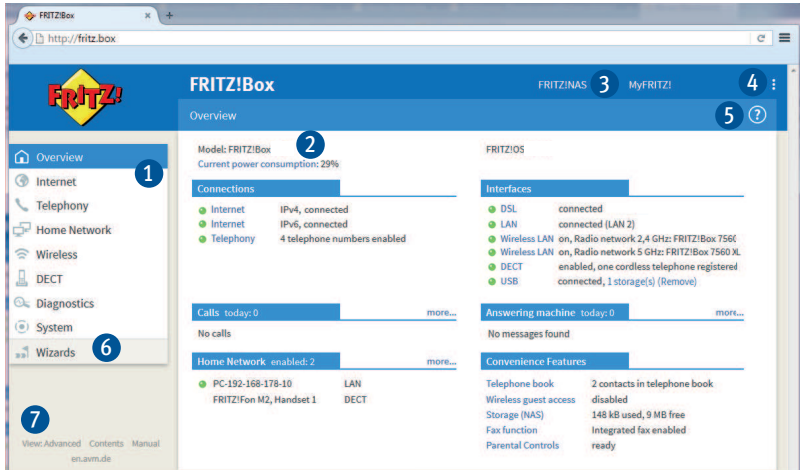 FRITZ!Box
http://fritz.box
FRITZ!
FRITZ!Box
FRITZ!NAS
3
MyFRITZ!
4
Overview
5
?
Overview
1
Internet
Telephony
Home Network
Wireless
DECT
Diagnostics
System
Wizards
6
7
View: Advanced Contents Manual
en.avm.de
Model: FRITZ!Box
2
FRITZ!OS
Current power consumption: 29%
Connections
Internet IPv4, connected
Internet IPv6, connected
Telephony 4 telephone numbers enabled
Interfaces
DSL connected
LAN connected (LAN 2)
Wireless LAN on, Radio network 2,4 GHz: FRITZ!Box 7560
Wireless LAN on, Radio network 5 GHz: FRITZ!Box 7560 XL
DECT enabled, one cordless telephone registered
USB connected, 1 storage(s) (Remove)
Calls today: 0 more...
No calls
Answering machine today: 0 more...
No messages found
Home Network enabled: 2 more...
PC-192-168-178-10 LAN
FRITZ!Fon M2, Handset 1 DECT
Convenience Features
Telephone book 2 contacts in telephone book
Wireless guest access disabled
Storage (NAS) 148 kB used, 9 MB free
Fax function Integrated fax enabled
Parental Controls ready